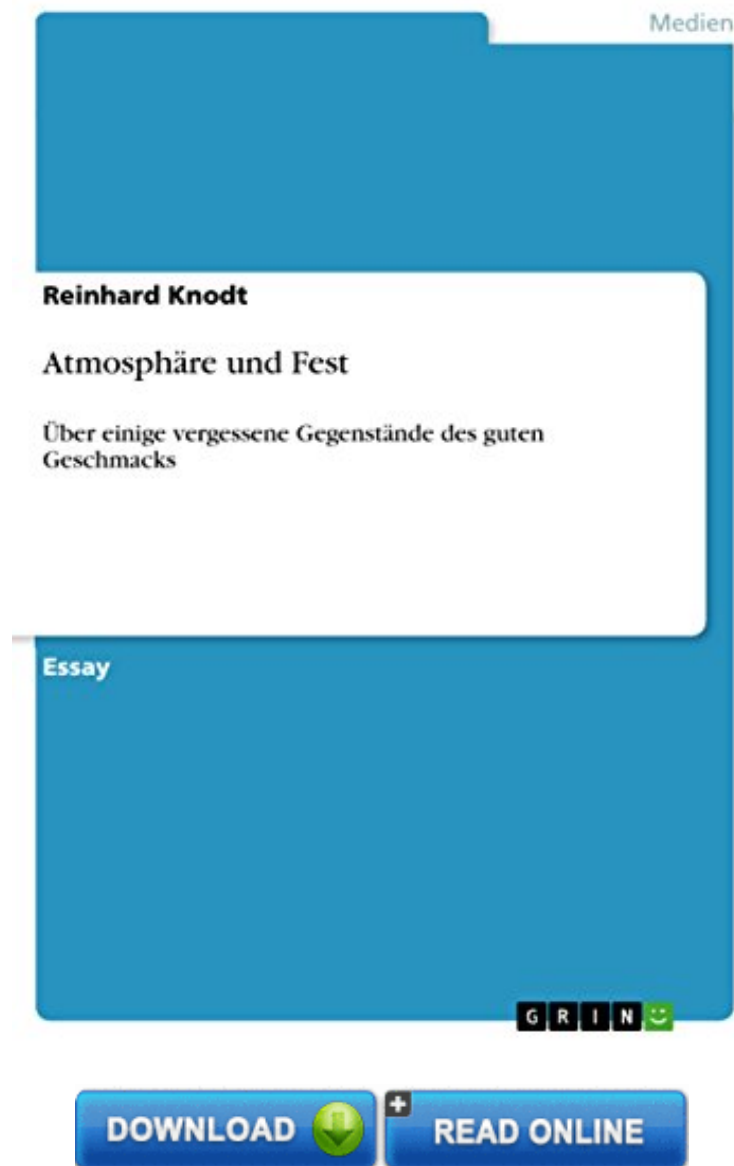 Medien
Reinhard Knodt
Atmosphäre und Fest
Über einige vergessene Gegenstände des guten
Geschmacks
Essay
GRIN
DOWNLOAD
READ ONLINE